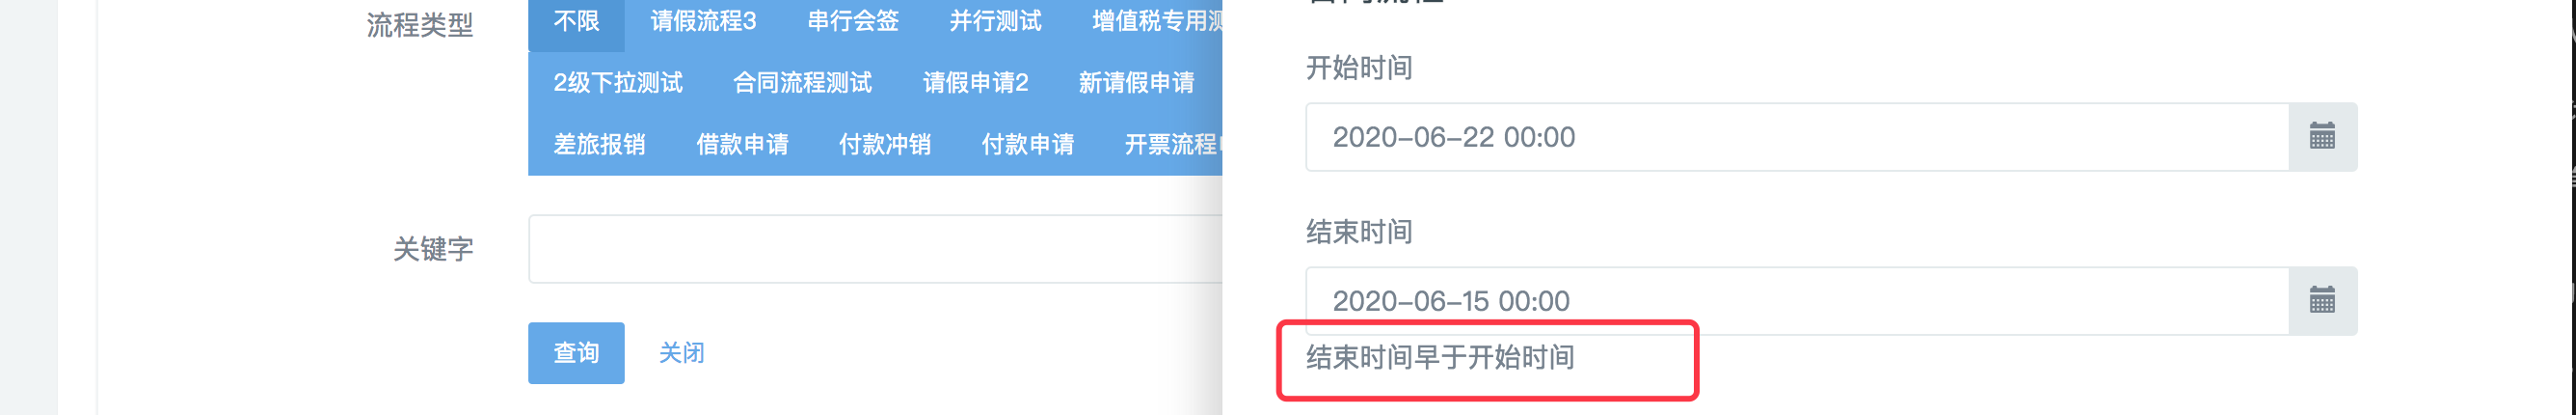 流程类型
不限 请假流程3 串行会签 并行测试 增值税专用测
2级下拉测试 合同流程测试 请假申请2 新请假申请
差旅报销 借款申请 付款冲销 付款申请 开票流程
关键字
查询 关闭
开始时间
2020-06-22 00:00
结束时间
2020-06-15 00:00
结束时间早于开始时间